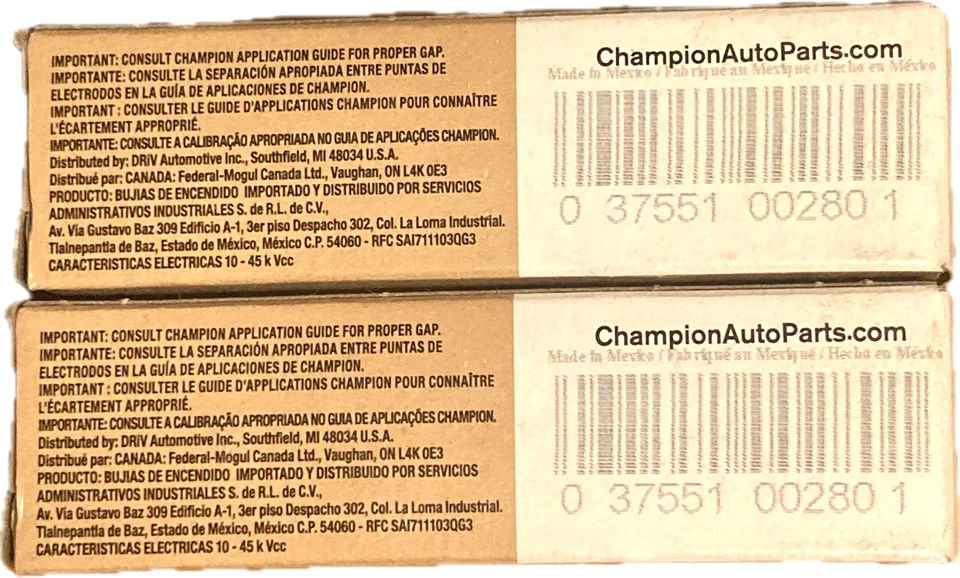 IMPORTANT: CONSULT CHAMPION APPLICATION GUIDE FOR PROPER GAP.
IMPORTANTE: CONSULTE LA SEPARACIÓN APROPIADA ENTRE PUNTAS DE
ELECTRODOS EN LA GUÍA DE APLICACIONES DE CHAMPION.
IMPORTANT : CONSULTER LE GUIDE D'APPLICATIONS CHAMPION POUR CONNAÎTRE
L'ÉCARTEMENT APPROPRIÉ.
IMPORTANTE: CONSULTE A CALIBRAÇÃO APROPRIADA NO GUIA DE APLICAÇÕES CHAMPION.
Distributed by: DRiV Automotive Inc., Southfield, MI 48034 U.S.A.
Distribué par: CANADA: Federal-Mogul Canada Ltd., Vaughan, ON L4K 0E3
PRODUCTO: BUJIAS DE ENCENDIDO IMPORTADO Y DISTRIBUIDO POR SERVICIOS
ADMINISTRATIVOS INDUSTRIALES S. de R.L. de C.V.,
Av. Vía Gustavo Baz 309 Edificio A-1, 3er piso Despacho 302, Col. La Loma Industrial.
Tlalnepantla de Baz, Estado de México, México C.P. 54060 - RFC SAI711103QG3
CARACTERISTICAS ELECTRICAS 10 - 45 k Vcc
ChampionAutoParts.com
Made in Mexico / Fabriqué au Mexique / Hecho en México
0 37551 00280 1
IMPORTANT: CONSULT CHAMPION APPLICATION GUIDE FOR PROPER GAP.
IMPORTANTE: CONSULTE LA SEPARACIÓN APROPIADA ENTRE PUNTAS DE
ELECTRODOS EN LA GUÍA DE APLICACIONES DE CHAMPION.
IMPORTANT : CONSULTER LE GUIDE D'APPLICATIONS CHAMPION POUR CONNAÎTRE
L'ÉCARTEMENT APPROPRIÉ.
IMPORTANTE: CONSULTE A CALIBRAÇÃO APROPRIADA NO GUIA DE APLICAÇÕES CHAMPION.
Distributed by: DRiV Automotive Inc., Southfield, MI 48034 U.S.A.
Distribué par: CANADA: Federal-Mogul Canada Ltd., Vaughan, ON L4K 0E3
PRODUCTO: BUJIAS DE ENCENDIDO IMPORTADO Y DISTRIBUIDO POR SERVICIOS
ADMINISTRATIVOS INDUSTRIALES S. de R.L. de C.V.,
Av. Vía Gustavo Baz 309 Edificio A-1, 3er piso Despacho 302, Col. La Loma Industrial.
Tlalnepantla de Baz, Estado de México, México C.P. 54060 - RFC SAI711103QG3
CARACTERISTICAS ELECTRICAS 10 - 45 k Vcc
ChampionAutoParts.com
Made in Mexico / Fabriqué au Mexique / Hecho en México
0 37551 00280 1